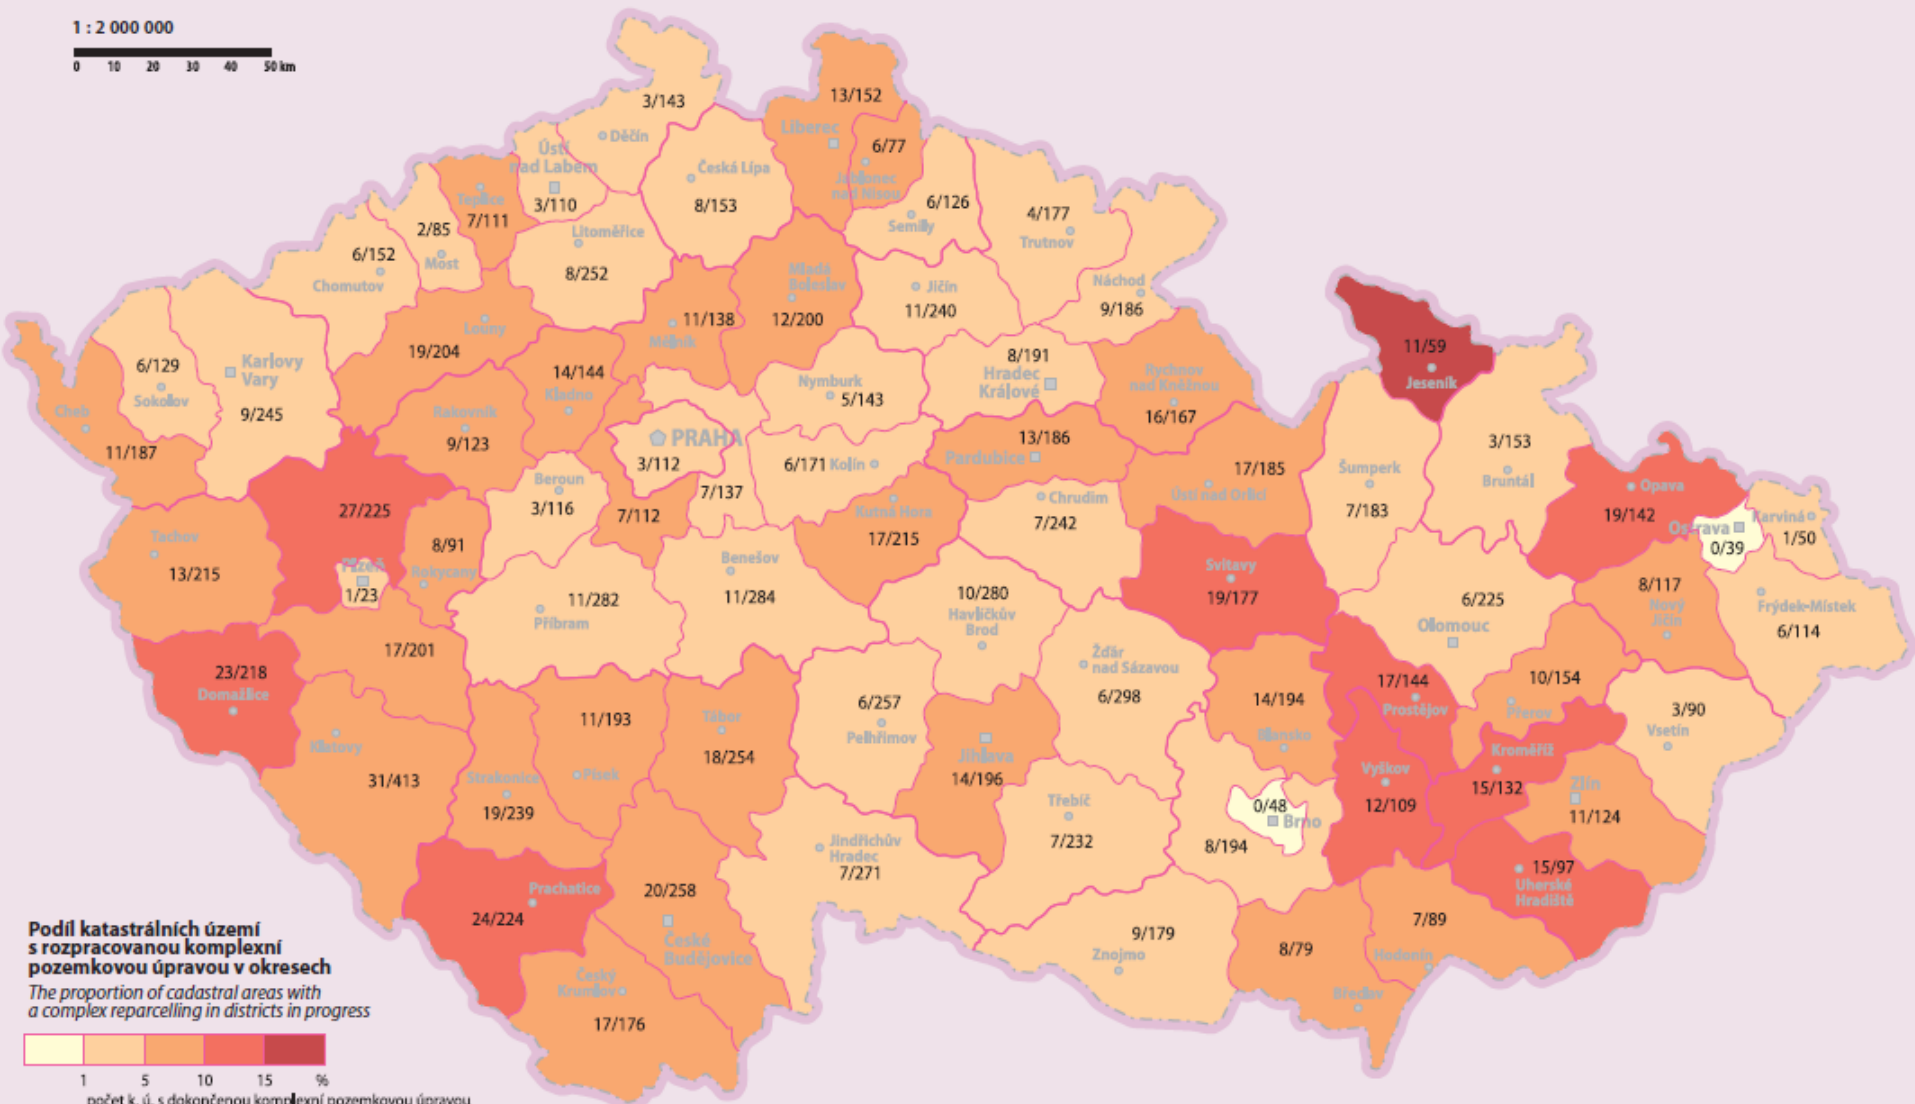 1 : 2 000 000
0 10 20 30 40 50 km
3/143
Děčín
13/152
Liberec
6/77
Jablonec
nad Nisou
Ústí
nad Labem
3/110
Česká Lípa
8/153
Teplice
7/111
2/85
Most
6/152
Chomutov
Litoměřice
8/252
6/126
Semily
4/177
Trutnov
Náchod
9/186
Mladá
Boleslav
12/200
Jičín
11/240
11/138
Mělník
Louny
19/204
6/129
Sokolov
Karlovy
Vary
9/245
Cheb
11/187
14/144
Kladno
Rakovník
9/123
Nymburk
5/143
8/191
Hradec
Králové
Rychnov
nad Kněžnou
16/167
11/59
Jeseník
PRAHA
3/112
6/171 Kolín
13/186
Pardubice
17/185
Ústí nad Orlicí
Šumperk
7/183
3/153
Bruntál
Opava
19/142
Ostrava
0/39
Karviná
1/50
27/225
Beroun
3/116
7/112
7/137
Kutná Hora
17/215
Chrudim
7/242
Tachov
13/215
Plzeň
1/23
8/91
Rokycany
Benešov
11/284
11/282
Příbram
10/280
Havlíčkův
Brod
Svitavy
19/177
6/225
Olomouc
8/117
Nový
Jičín
Frýdek-Místek
6/114
23/218
Domažlice
17/201
Žďár
nad Sázavou
6/298
14/194
Blansko
17/144
Prostějov
10/154
Přerov
3/90
Vsetín
Klatovy
31/413
11/193
Písek
Strakonice
19/239
Tábor
18/254
6/257
Pelhřimov
Jihlava
14/196
Kroměříž
15/132
Vyškov
12/109
Zlín
11/124
Třebíč
7/232
0/48
Brno
8/194
Jindřichův
Hradec
7/271
15/97
Uherské
Hradiště
Prachatice
24/224
20/258
České
Budějovice
9/179
Znojmo
8/79
Břeclav
7/89
Hodonín
Český
Krumlov
17/176
Podíl katastrálních území
s rozpracovanou komplexní
pozemkovou úpravou v okresech
The proportion of cadastral areas with
a complex reparcelling in districts in progress
1 5 10 15 %
počet k. ú. s dokončenou komplexní pozemkovou úpravou